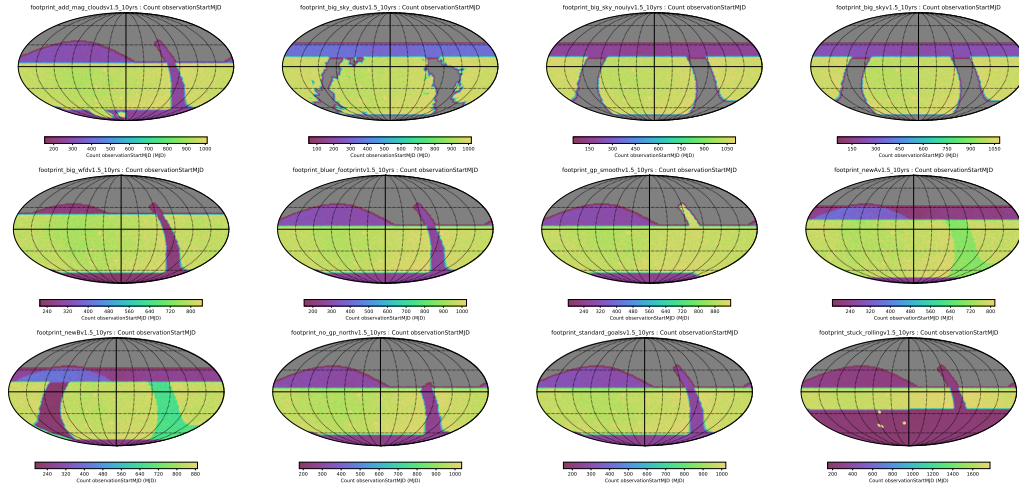 footprint_add_mag_cloudsv1.5_10yrs : Count observationStartMJD
footprint_big_sky_dustv1.5_10yrs : Count observationStartMJD
footprint_big_sky_nouiyv1.5_10yrs : Count observationStartMJD
footprint_big_skyv1.5_10yrs : Count observationStartMJD
200 300 400 500 600 700 800 900 1000
100 200 300 400 500 600 700 800 900 1000
150 300 450 600 750 900 1050
150 300 450 600 750 900 1050
Count observationStartMJD (MJD)
Count observationStartMJD (MJD)
Count observationStartMJD (MJD)
Count observationStartMJD (MJD)
footprint_big_wfdv1.5_10yrs : Count observationStartMJD
footprint_bluer_footprintv1.5_10yrs : Count observationStartMJD
footprint_gp_smoothv1.5_10yrs : Count observationStartMJD
footprint_newAv1.5_10yrs : Count observationStartMJD
240 320 400 480 560 640 720 800
200 300 400 500 600 700 800 900 1000
240 320 400 480 560 640 720 800 880
240 320 400 480 560 640 720 800
Count observationStartMJD (MJD)
Count observationStartMJD (MJD)
Count observationStartMJD (MJD)
Count observationStartMJD (MJD)
footprint_newBv1.5_10yrs : Count observationStartMJD
footprint_no_gp_northv1.5_10yrs : Count observationStartMJD
footprint_standard_goalsv1.5_10yrs : Count observationStartMJD
footprint_stuck_rollingv1.5_10yrs : Count observationStartMJD
240 320 400 480 560 640 720 800 880
200 300 400 500 600 700 800 900 1000
200 300 400 500 600 700 800 900 1000
200 400 600 800 1000 1200 1400 1600
Count observationStartMJD (MJD)
Count observationStartMJD (MJD)
Count observationStartMJD (MJD)
Count observationStartMJD (MJD)